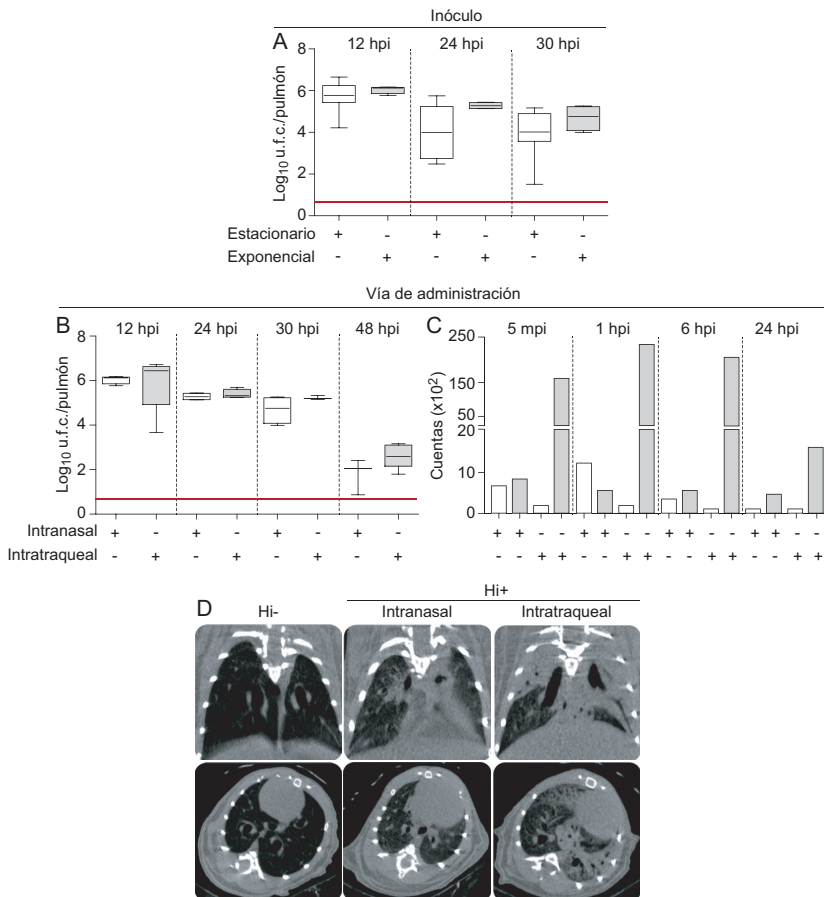 Inóculo
A
12 hpi 24 hpi 30 hpi
Log10 u.f.c./pulmón
8
6
4
2
0
Estacionario + - + - + -
Exponencial - + - + - +
Vía de administración
B
12 hpi 24 hpi 30 hpi 48 hpi
Log10 u.f.c./pulmón
8
6
4
2
0
Intranasal + - + - + - + -
Intratraqueal - + - + - + - +
C
5 mpi 1 hpi 6 hpi 24 hpi
Cuentas (x102)
250
150
50
20
10
0
+ + - - + + - - + + - - + + - -
- - + + - - + + - - + + - - + +
D
Hi+
Hi- Intranasal Intratraqueal